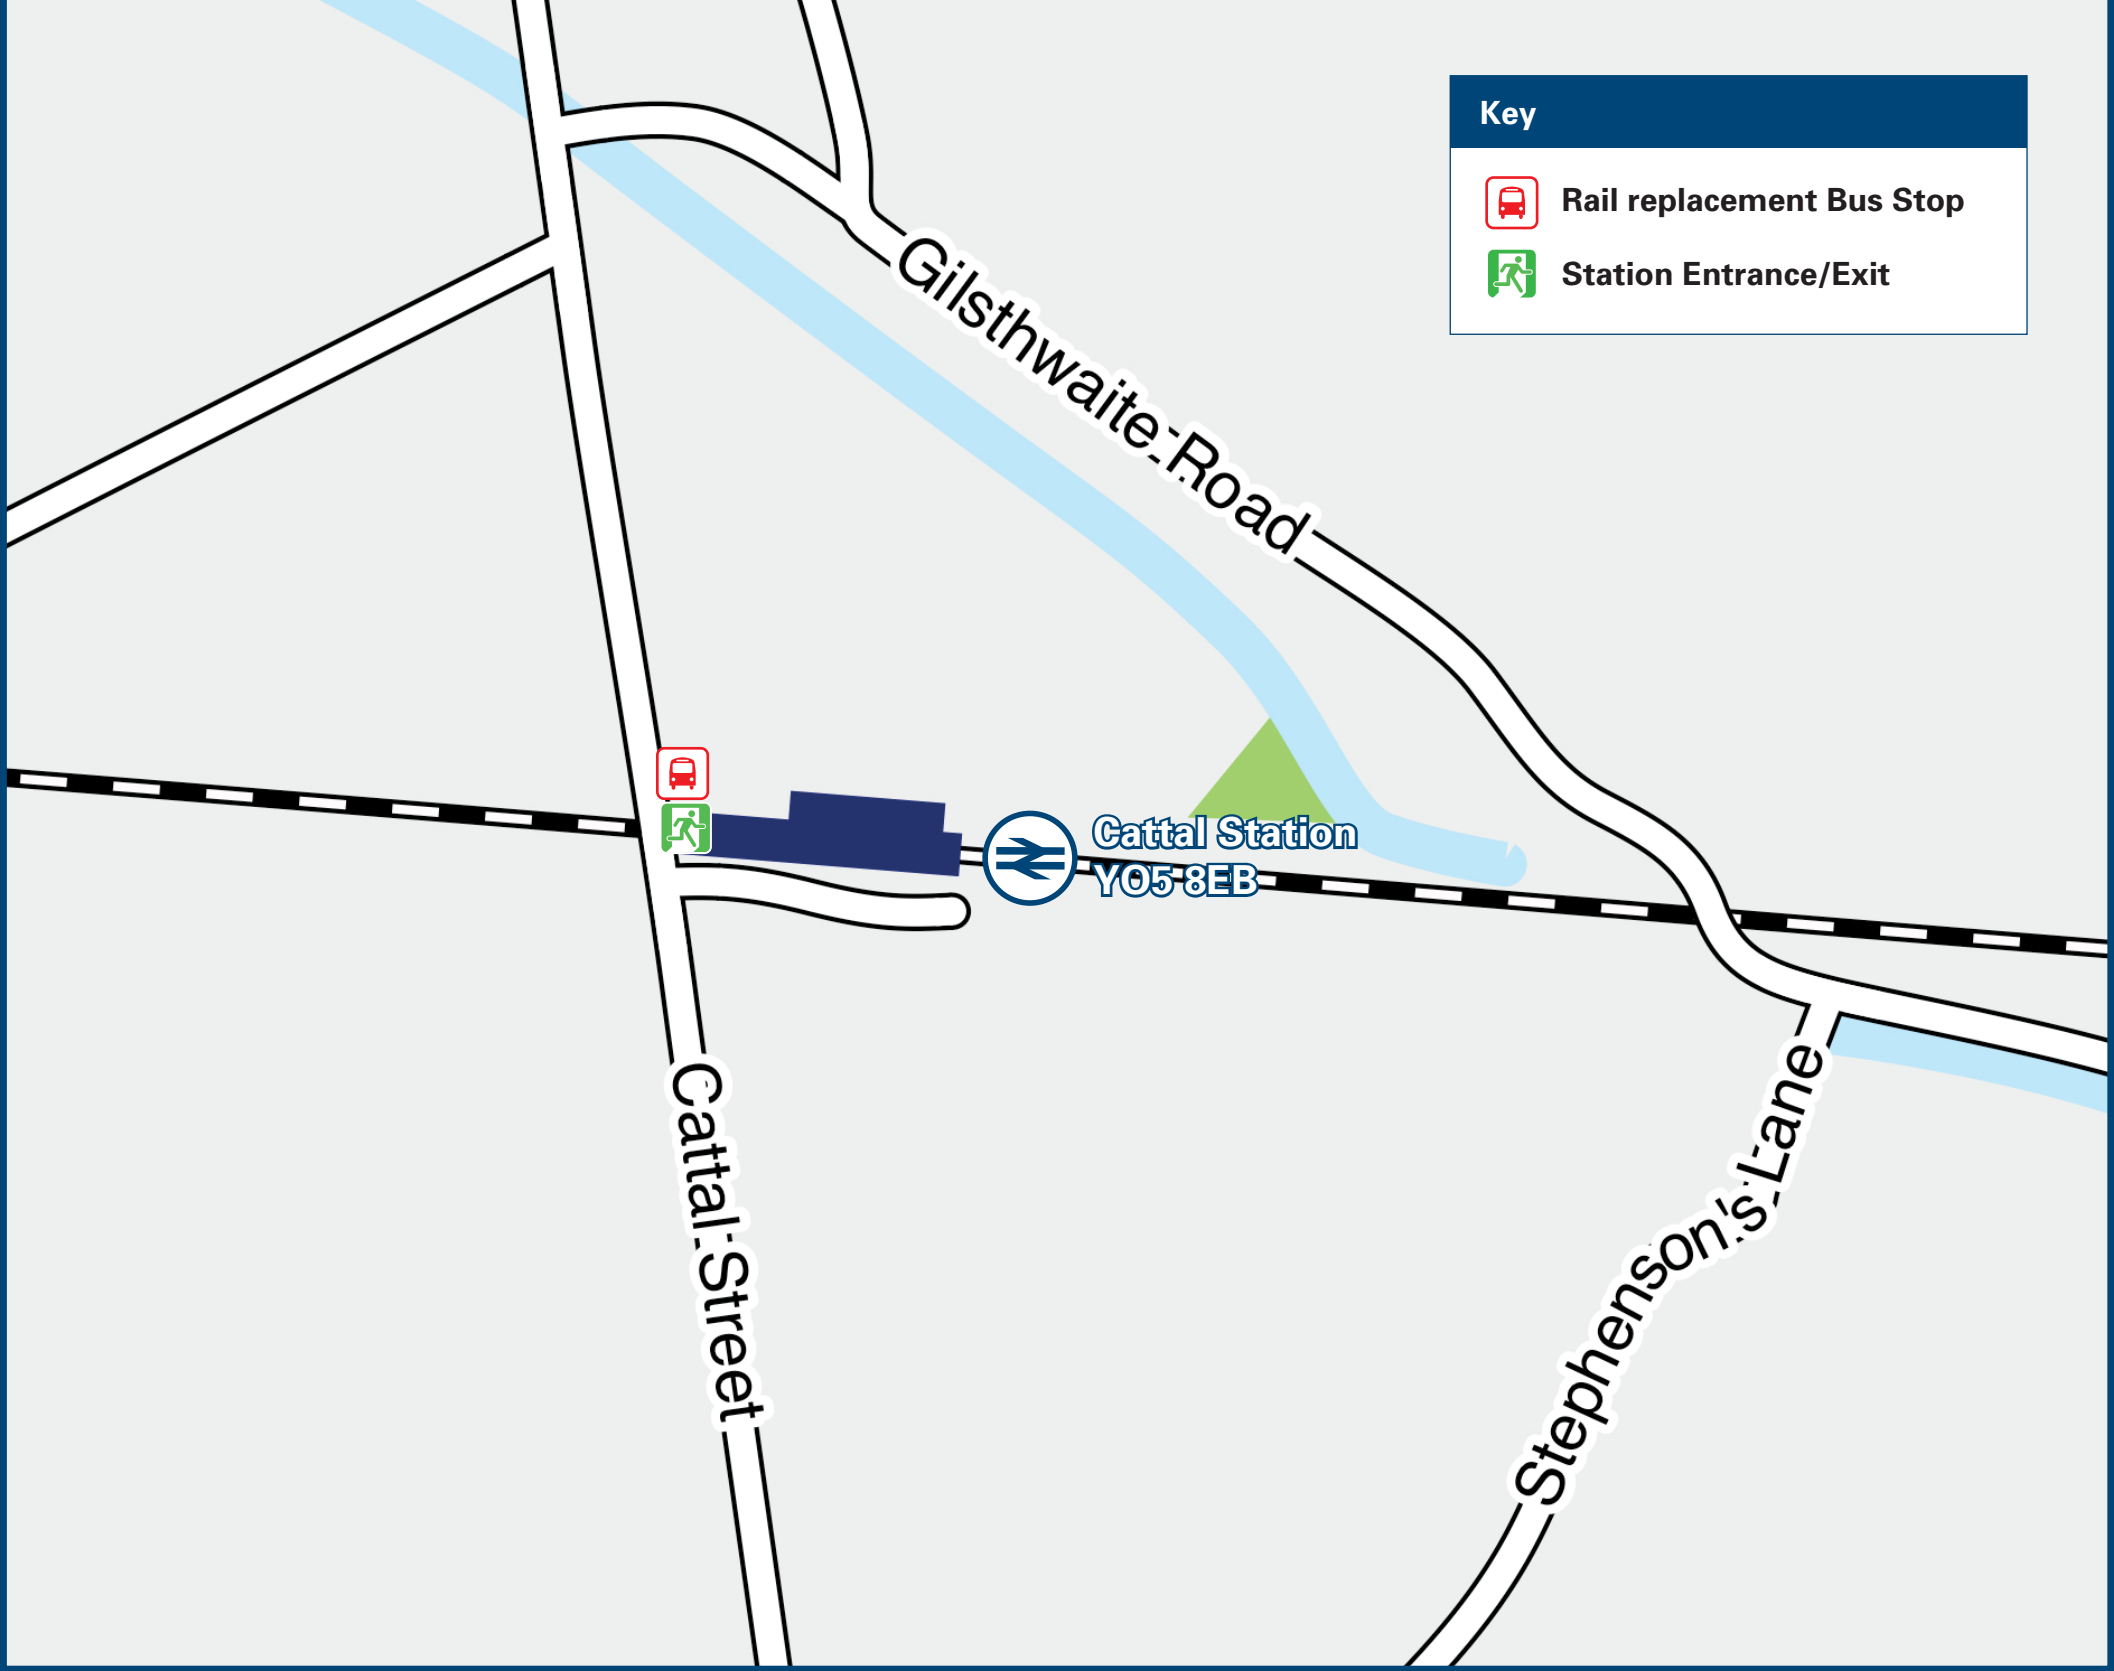 Key
Rail replacement Bus Stop
Station Entrance/Exit
Gilsthwaite Road
Cattal Station
YO5 8EB
Cattal Street
Stephenson's Lane